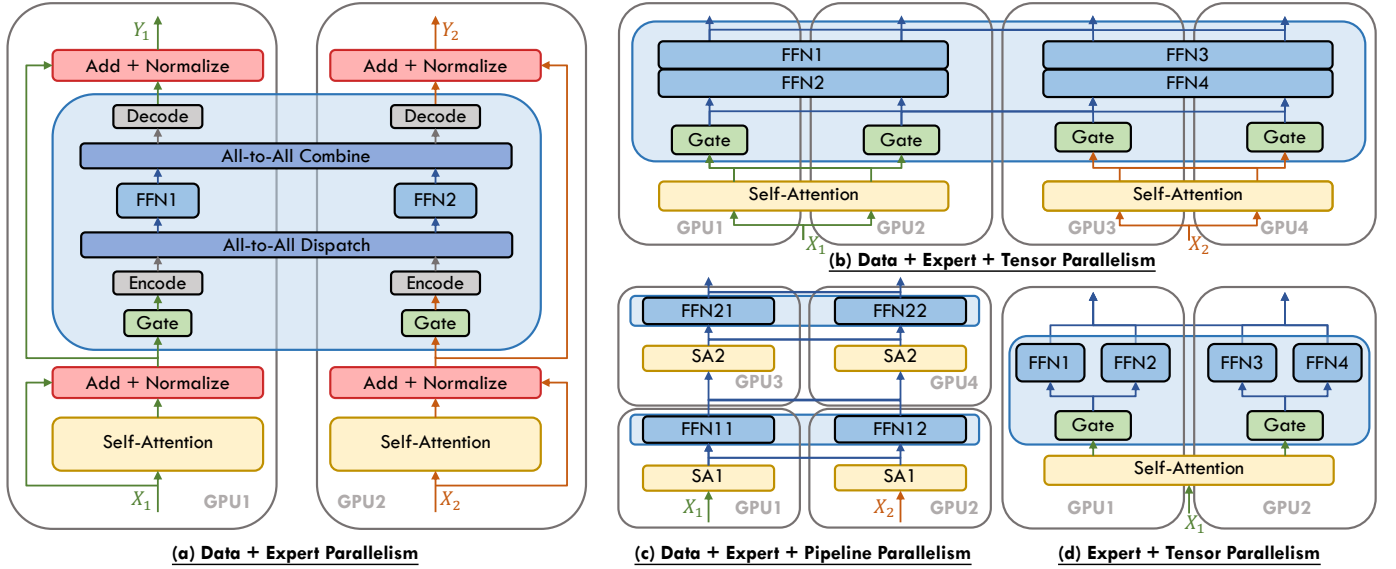 Y1
Y2
Add + Normalize
Add + Normalize
Decode
Decode
All-to-All Combine
FFN1
FFN2
All-to-All Dispatch
Encode
Encode
Gate
Gate
Add + Normalize
Add + Normalize
Self-Attention
Self-Attention
X1
GPU1
GPU2
X2
(a) Data + Expert Parallelism
FFN1
FFN3
FFN2
FFN4
Gate
Gate
Gate
Gate
Self-Attention
Self-Attention
GPU1
X1
GPU2
GPU3
X2
GPU4
(b) Data + Expert + Tensor Parallelism
FFN21
FFN22
SA2
SA2
GPU3
GPU4
FFN11
FFN12
SA1
SA1
X1
GPU1
X2
GPU2
(c) Data + Expert + Pipeline Parallelism
FFN1
FFN2
FFN3
FFN4
Gate
Gate
Self-Attention
GPU1
X1
GPU2
(d) Expert + Tensor Parallelism